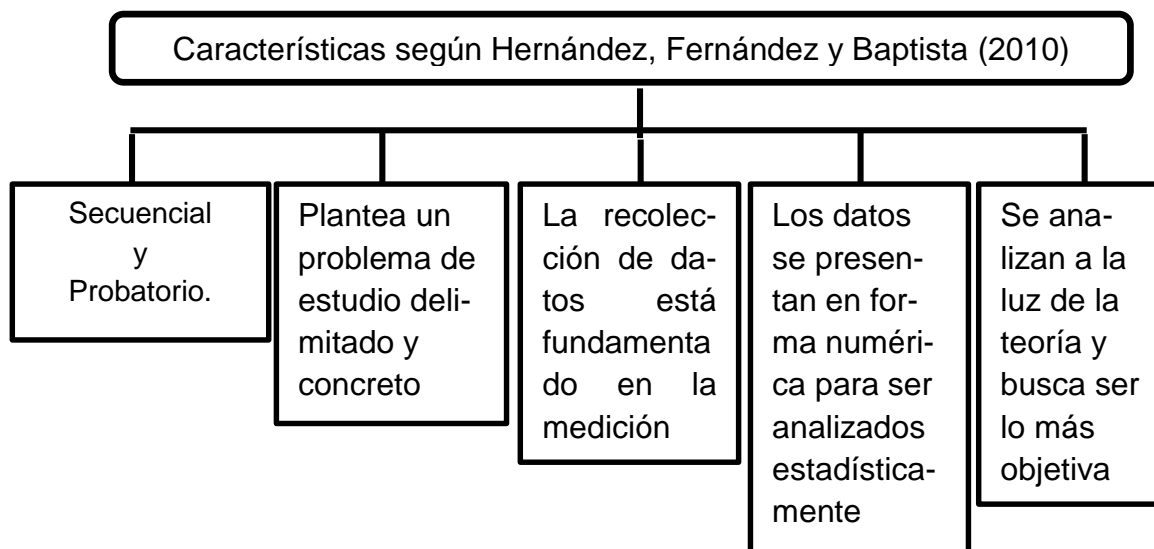 Características según Hernández, Fernández y Baptista (2010)
Secuencial
y
Probatorio.
Plantea un
problema de
estudio deli-
mitado y
concreto
La recolec-
ción de da-
tos está
fundamenta
do en la
medición
Los datos
se presen-
tan en for-
ma numéri-
ca para ser
analizados
estadística-
mente
Se ana-
lizan a la
luz de la
teoría y
busca ser
lo más
objetiva